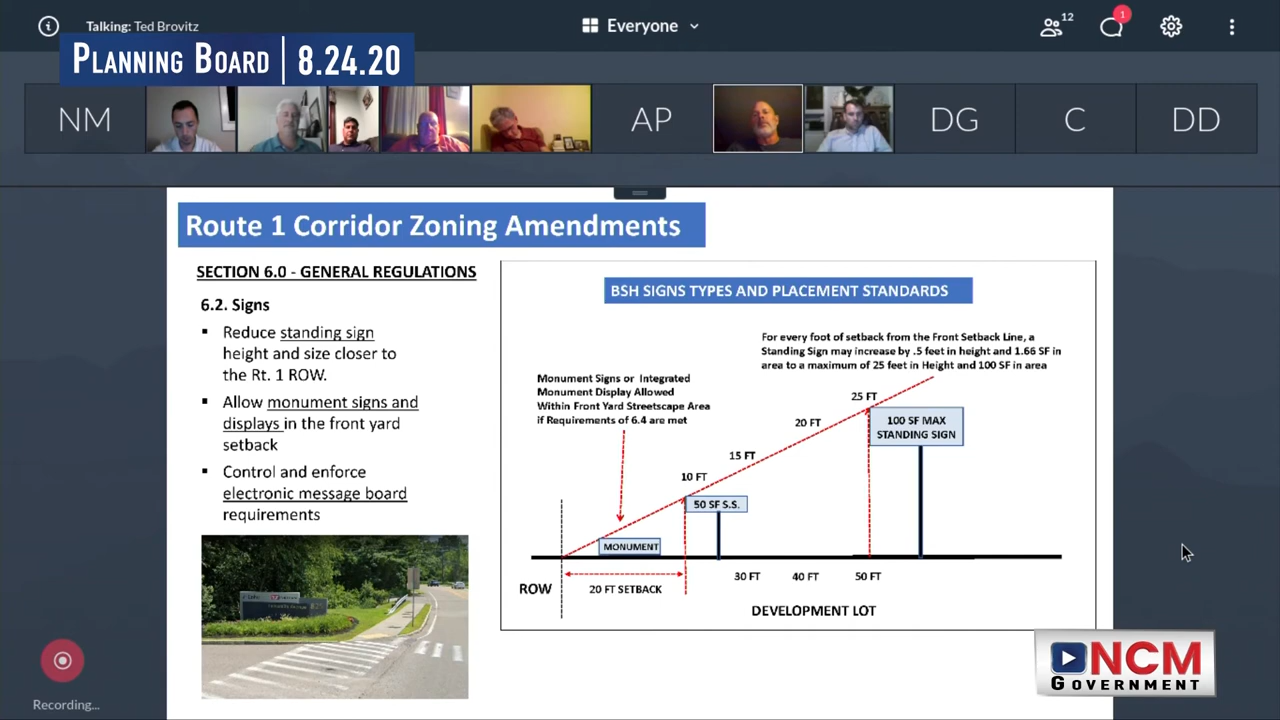 Talking: Ted Brovitz
Everyone
12
1
PLANNING BOARD | 8.24.20
NM
AP
DG
C
DD
Route 1 Corridor Zoning Amendments
SECTION 6.0 - GENERAL REGULATIONS
6.2. Signs
▪ Reduce standing sign
height and size closer to
the Rt. 1 ROW.
▪ Allow monument signs and
displays in the front yard
setback
▪ Control and enforce
electronic message board
requirements
BSH SIGNS TYPES AND PLACEMENT STANDARDS
For every foot of setback from the Front Setback Line, a
Standing Sign may increase by .5 feet in height and 1.66 SF in
area to a maximum of 25 feet in Height and 100 SF in area
Monument Signs or Integrated
Monument Display Allowed
Within Front Yard Streetscape Area
if Requirements of 6.4 are met
25 FT
20 FT
15 FT
10 FT
100 SF MAX
STANDING SIGN
50 SF S.S.
MONUMENT
ROW
20 FT SETBACK
30 FT
40 FT
50 FT
DEVELOPMENT LOT
Recording...
NCM
GOVERNMENT